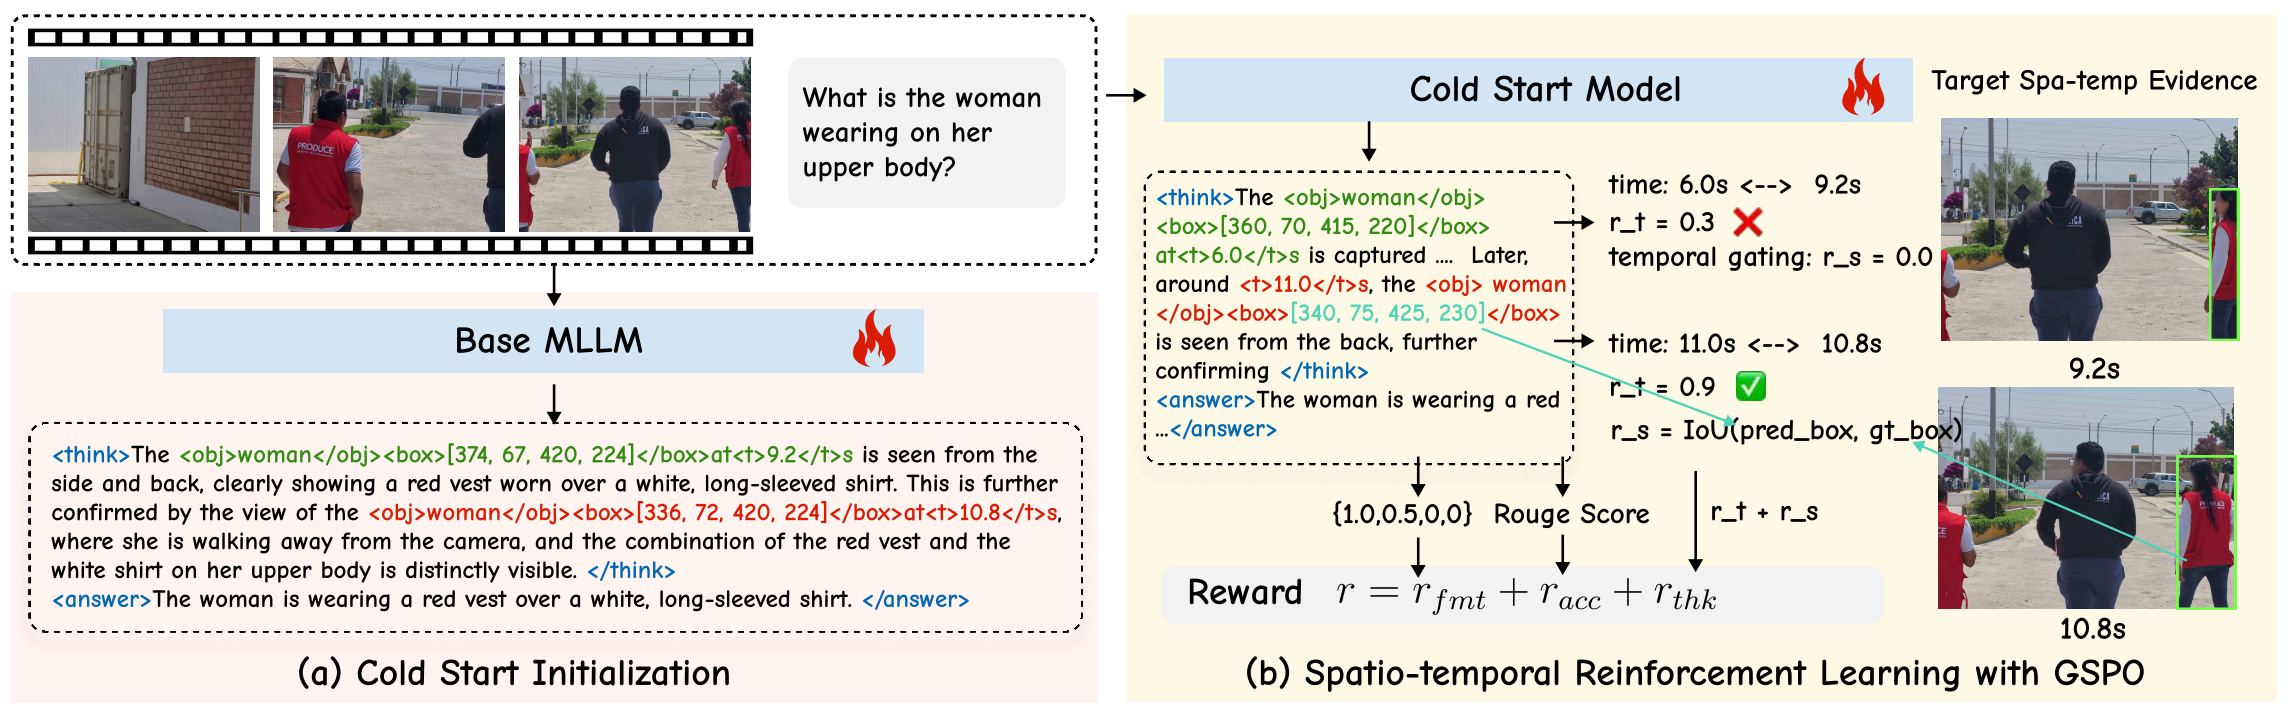 What is the woman
wearing on her
upper body?
Base MLLM
<think>The <obj>woman</obj><box>[374, 67, 420, 224]</box>at<t>9.2</t>s is seen from the
side and back, clearly showing a red vest worn over a white, long-sleeved shirt. This is further
confirmed by the view of the <obj>woman</obj><box>[336, 72, 420, 224]</box>at<t>10.8</t>s,
where she is walking away from the camera, and the combination of the red vest and the
white shirt on her upper body is distinctly visible. </think>
<answer>The woman is wearing a red vest over a white, long-sleeved shirt. </answer>
(a) Cold Start Initialization
Cold Start Model
Target Spa-temp Evidence
<think>The <obj>woman</obj>
<box>[360, 70, 415, 220]</box>
at<t>6.0</t>s is captured .... Later,
around <t>11.0</t>s, the <obj> woman
</obj><box>[340, 75, 425, 230]</box>
is seen from the back, further
confirming </think>
<answer>The woman is wearing a red
...</answer>
time: 6.0s <--> 9.2s
r_t = 0.3
temporal gating: r_s = 0.0
time: 11.0s <--> 10.8s
r_t = 0.9
r_s = IoU(pred_box, gt_box)
9.2s
10.8s
{1.0,0.5,0,0}
Rouge Score
r_t + r_s
Reward r = r_{fmt} + r_{acc} + r_{thk}
(b) Spatio-temporal Reinforcement Learning with GSPO
PRODUCE